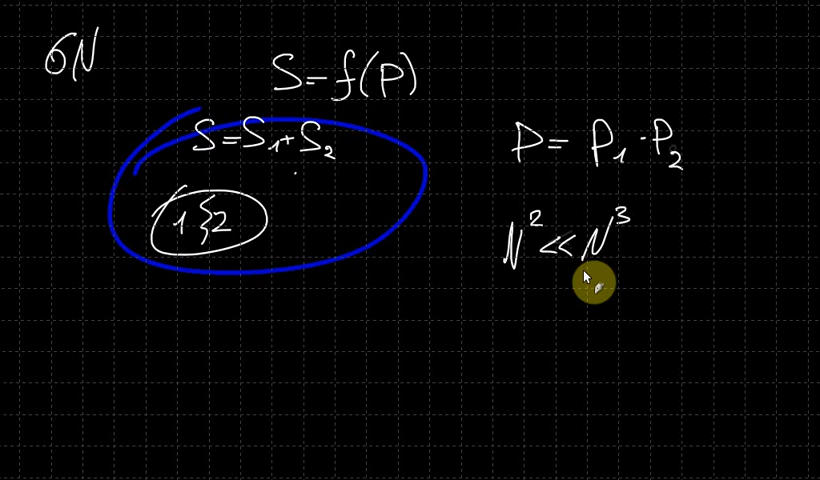 6N
S=f(P)
S=S₁+S₂
P=P₁·P₂
1}2
N²<<N³